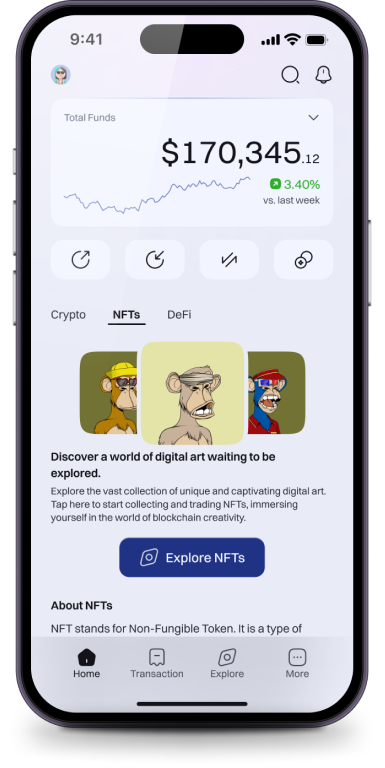 9:41
Total Funds
$170,345.12
3.40%
vs. last week
Crypto NFTs DeFi
Discover a world of digital art waiting to be
explored.
Explore the vast collection of unique and captivating digital art.
Tap here to start collecting and trading NFTs, immersing
yourself in the world of blockchain creativity.
Explore NFTs
About NFTs
NFT stands for Non-Fungible Token. It is a type of
Home Transaction Explore More